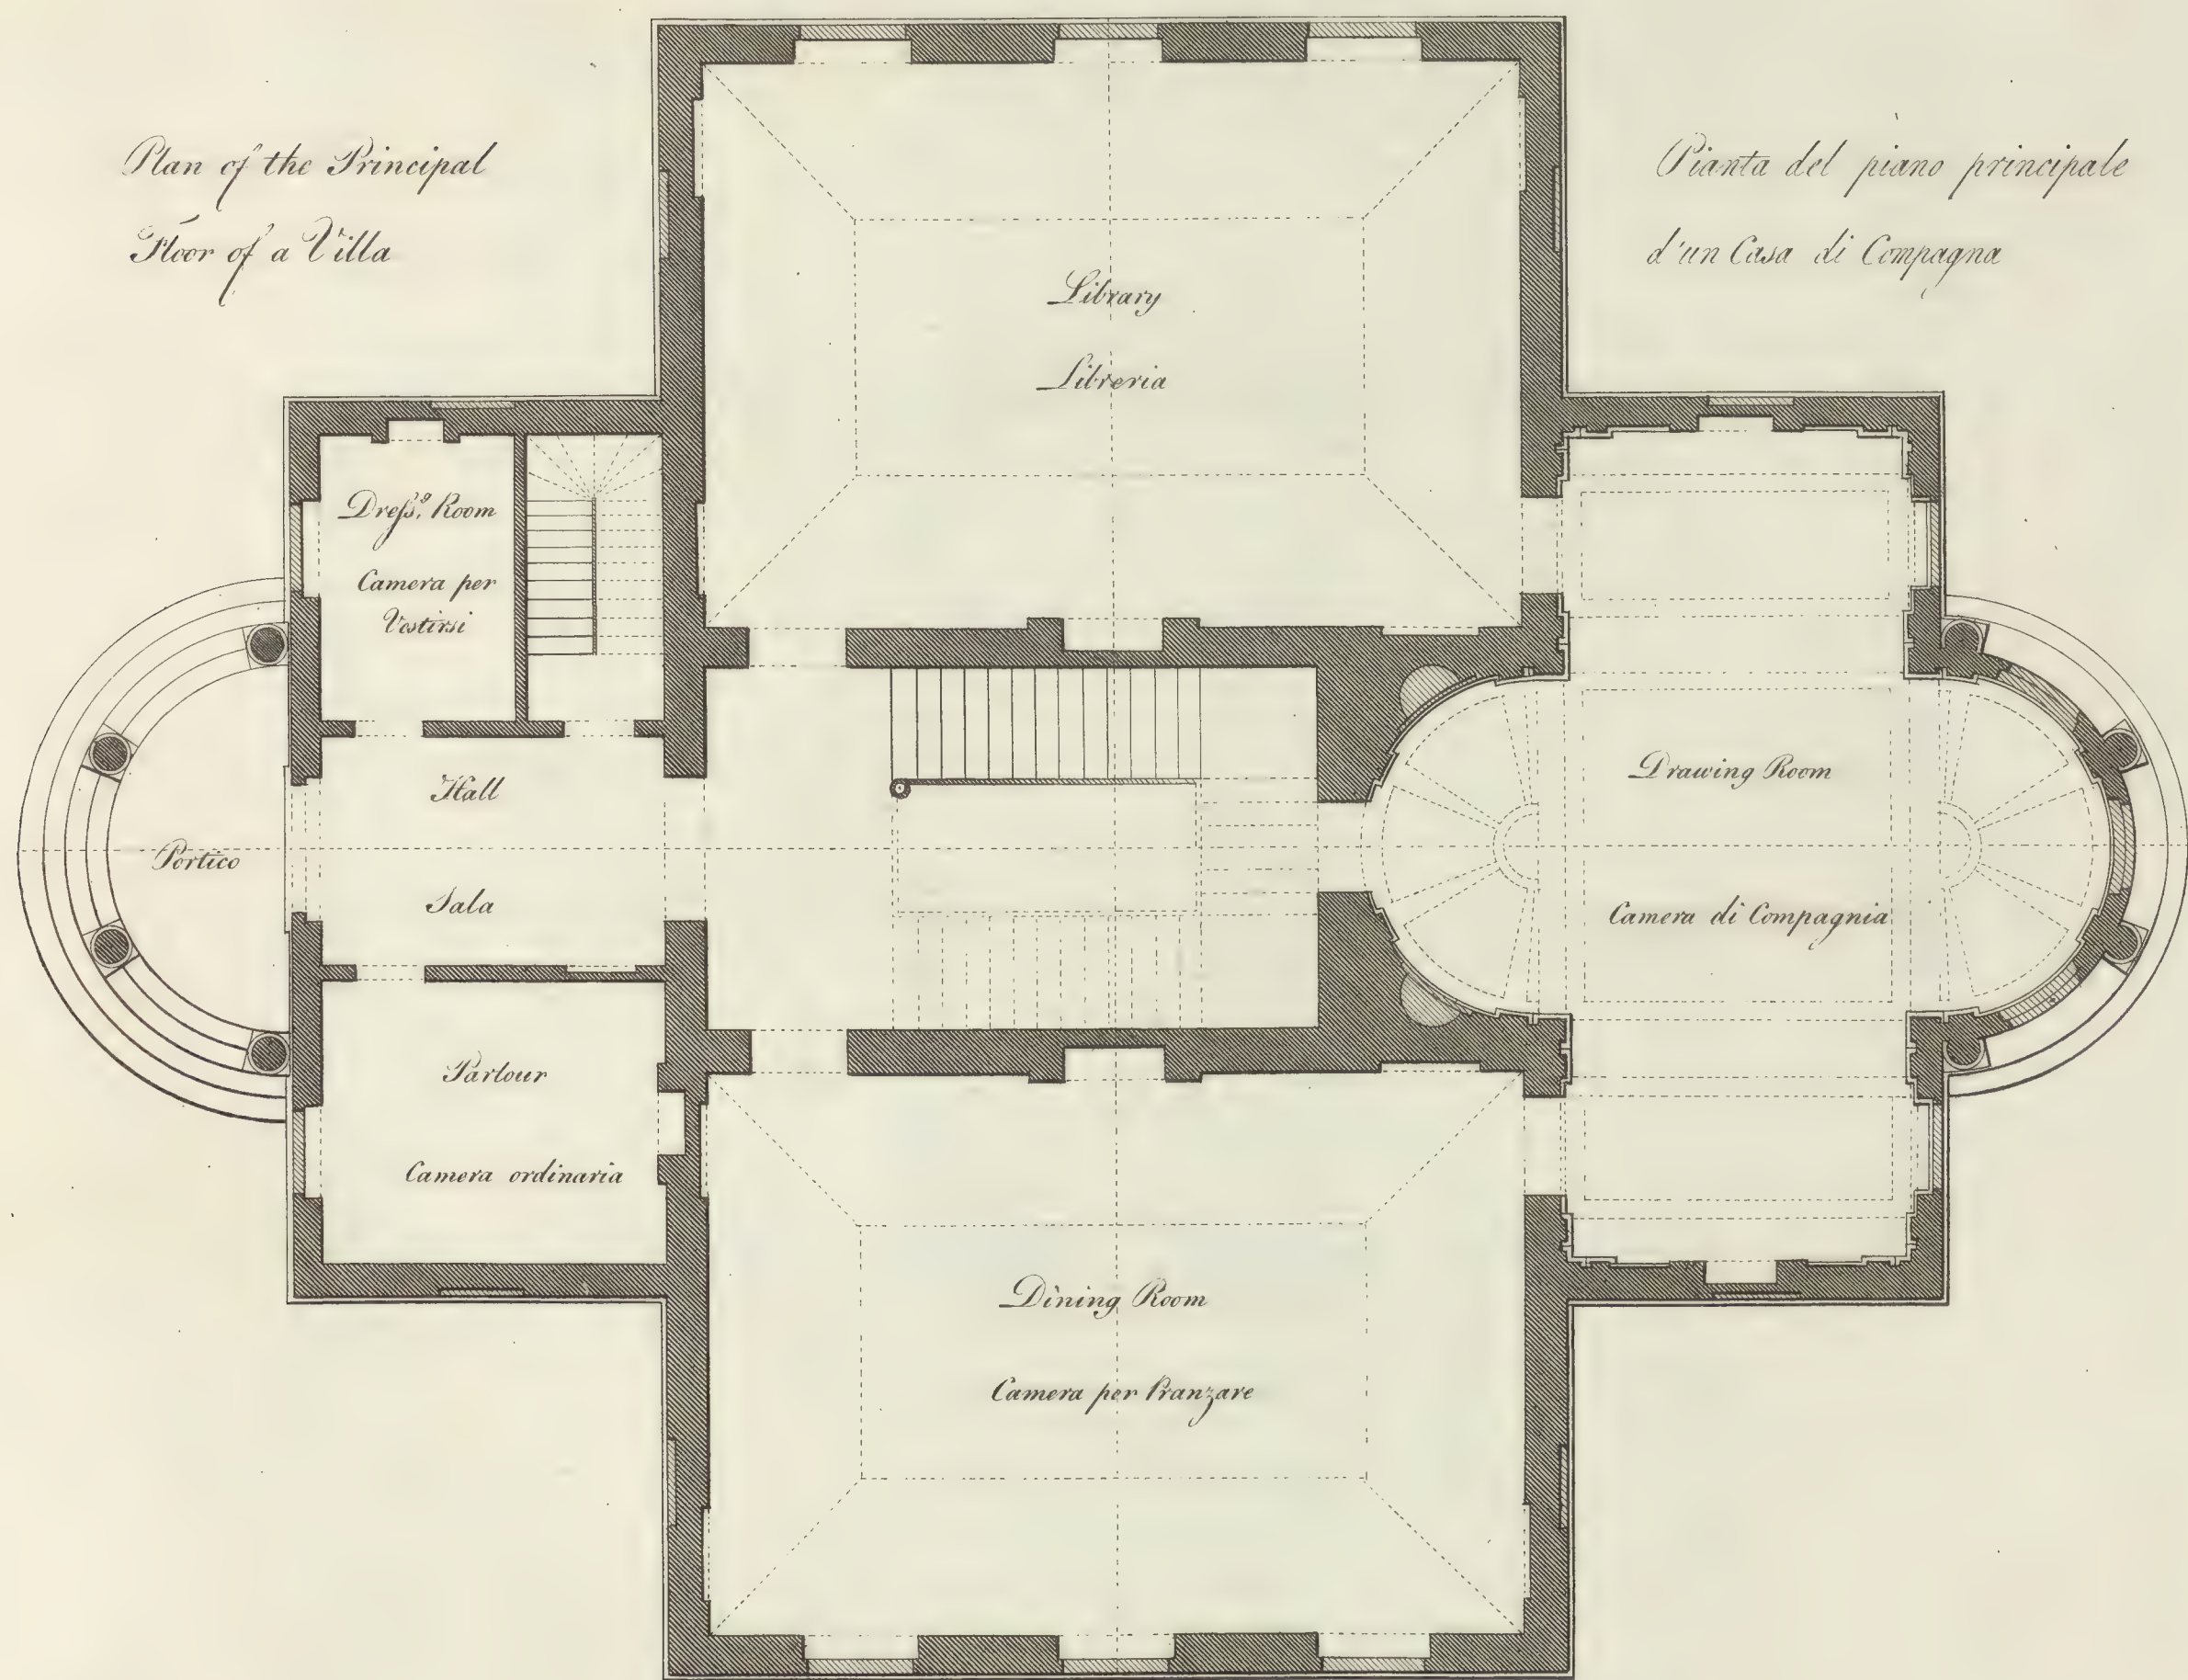 Plan of the Principal
Floor of a Villa
Pianta del piano principale
d'un Casa di Compagna
Library
Libreria
Dreſs.g Room
Camera per
Vestirsi
Hall
Sala
Portico
Drawing Room
Camera di Compagnia
Parlour
Camera ordinaria
Dining Room
Camera per Pranzare